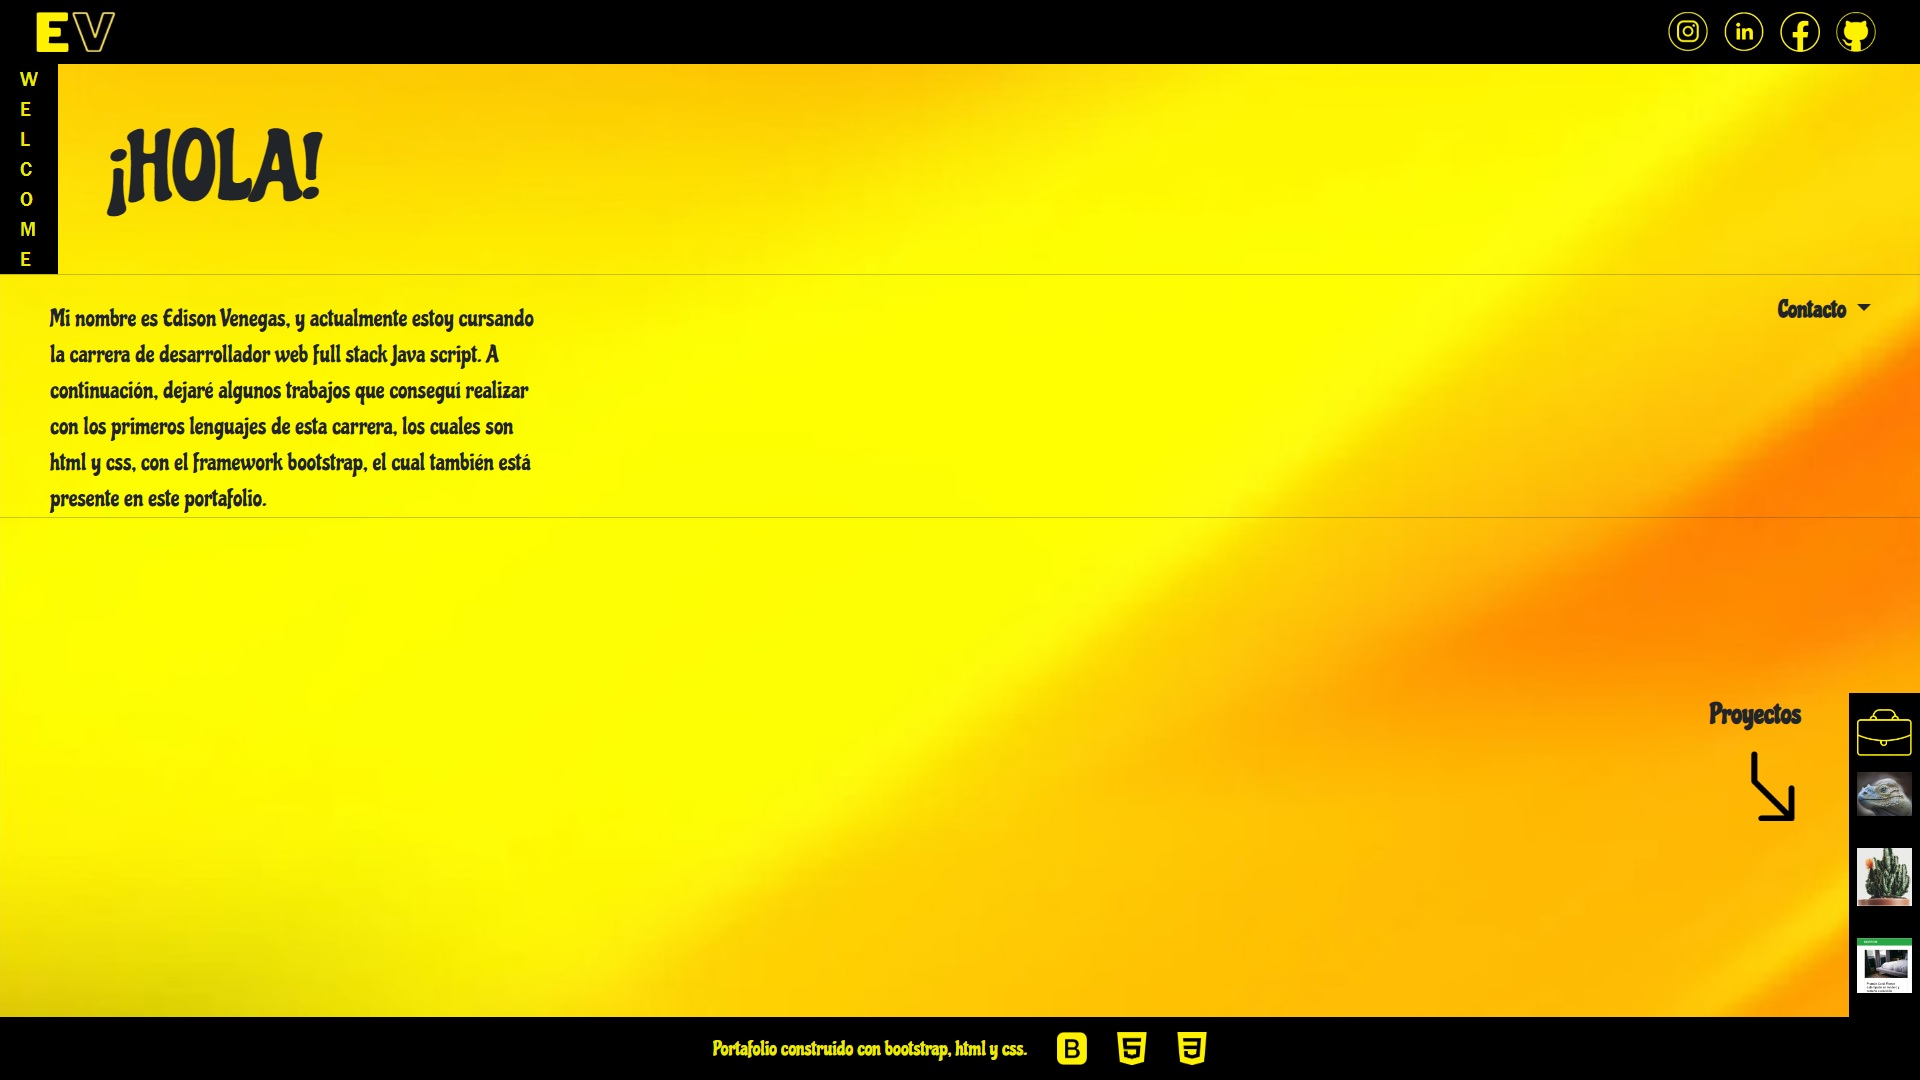 EV
WELCOME
¡HOLA!
Mi nombre es Edison Venegas, y actualmente estoy cursando
la carrera de desarrollador web full stack Java script. A
continuación, dejaré algunos trabajos que conseguí realizar
con los primeros lenguajes de esta carrera, los cuales son
html y css, con el framework bootstrap, el cual también está
presente en este portafolio.
Contacto
Proyectos
Portafolio construido con bootstrap, html y css.